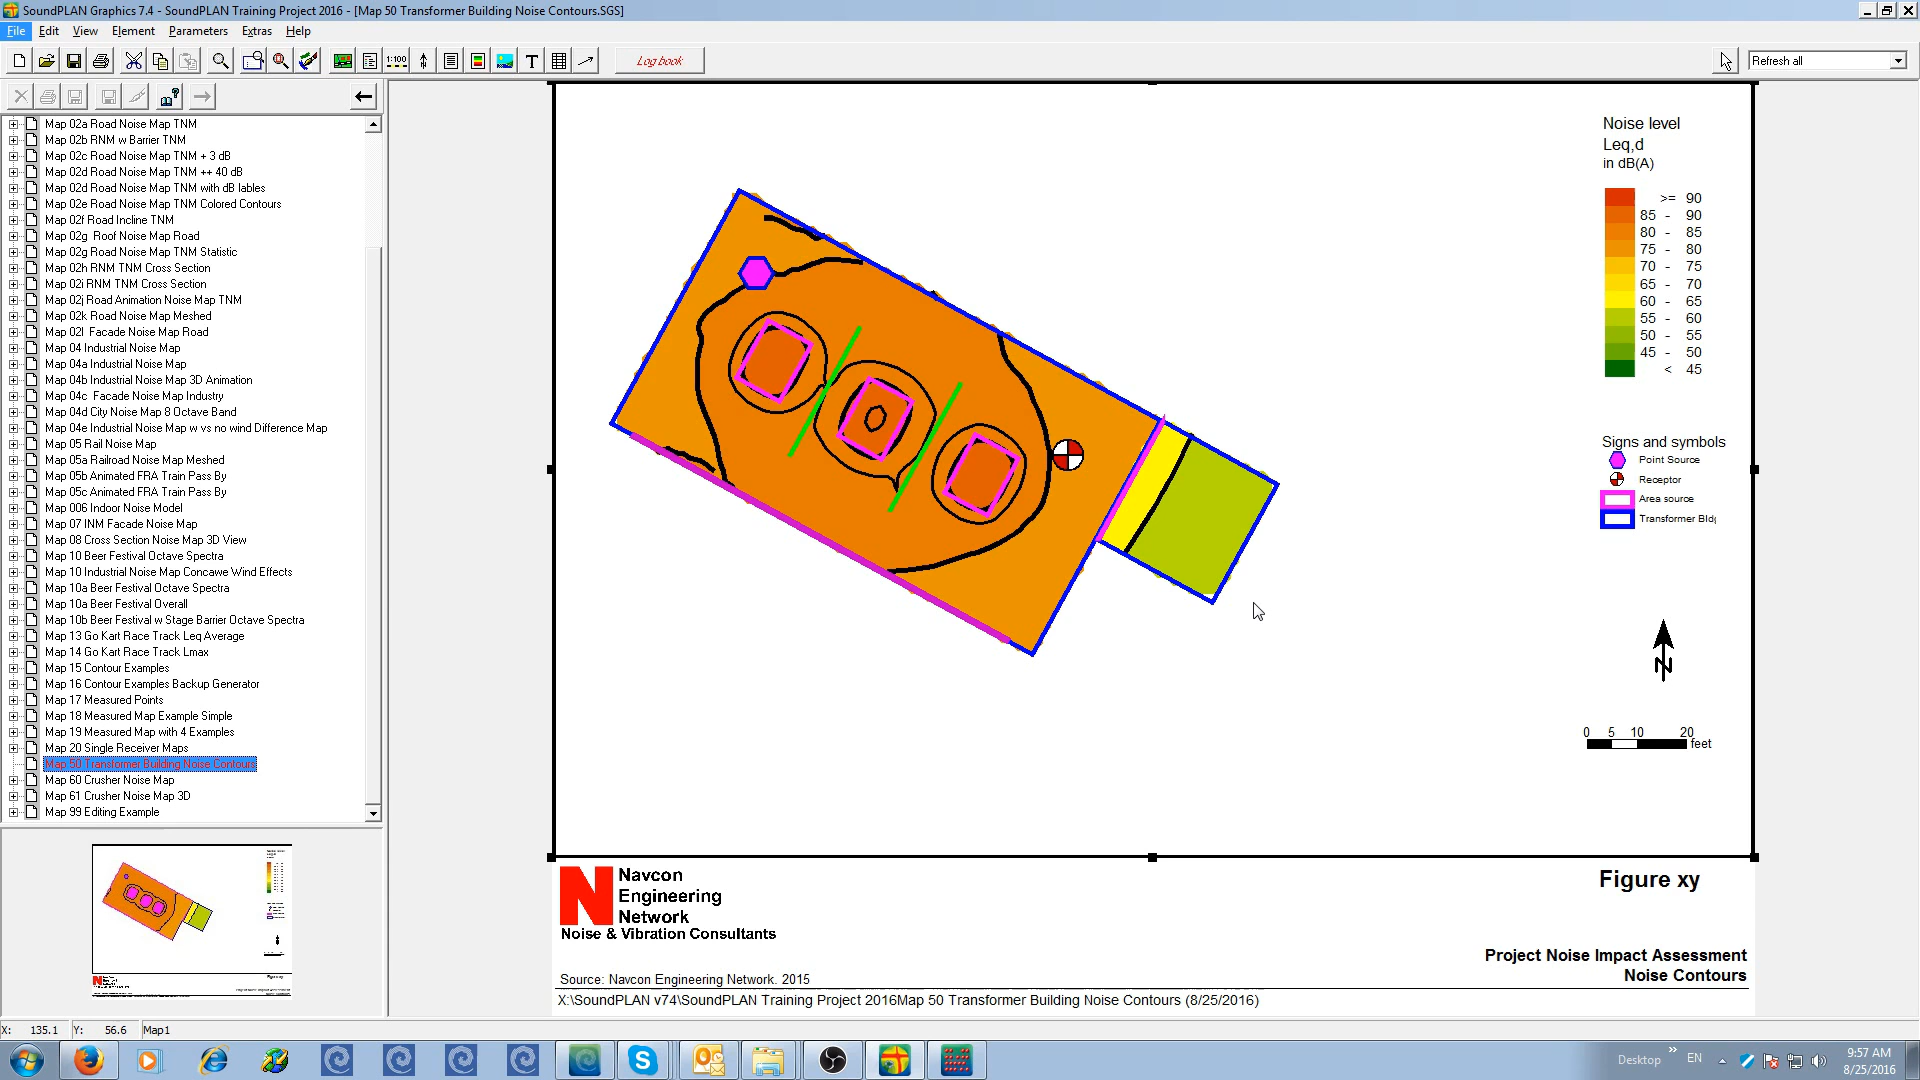 SoundPLAN Graphics 7.4 - SoundPLAN Training Project 2016 - [Map 50 Transformer Building Noise Contours.SGS]
File Edit View Element Parameters Extras Help
1:100 T Log book Refresh all
Map 02a Road Noise Map TNM
Map 02b RNM w Barrier TNM
Map 02c Road Noise Map TNM + 3 dB
Map 02d Road Noise Map TNM ++ 40 dB
Map 02d Road Noise Map TNM with dB lables
Map 02e Road Noise Map TNM Colored Contours
Map 02f Road Incline TNM
Map 02g  Roof Noise Map Road
Map 02g Road Noise Map TNM Statistic
Map 02h RNM TNM Cross Section
Map 02i RNM TNM Cross Section
Map 02j Road Animation Noise Map TNM
Map 02k Road Noise Map Meshed
Map 02l  Facade Noise Map Road
Map 04 Industrial Noise Map
Map 04a Industrial Noise Map
Map 04b Industrial Noise Map 3D Animation
Map 04c  Facade Noise Map Industry
Map 04d City Noise Map 8 Octave Band
Map 04e Industrial Noise Map w vs no wind Difference Map
Map 05 Rail Noise Map
Map 05a Railroad Noise Map Meshed
Map 05b Animated FRA Train Pass By
Map 05c Animated FRA Train Pass By
Map 006 Indoor Noise Model
Map 07 INM Facade Noise Map
Map 08 Cross Section Noise Map 3D View
Map 10 Beer Festival Octave Spectra
Map 10 Industrial Noise Map Concawe Wind Effects
Map 10a Beer Festival Octave Spectra
Map 10a Beer Festival Overall
Map 10b Beer Festival w Stage Barrier Octave Spectra
Map 13 Go Kart Race Track Leq Average
Map 14 Go Kart Race Track Lmax
Map 15 Contour Examples
Map 16 Contour Examples Backup Generator
Map 17 Measured Points
Map 18 Measured Map Example Simple
Map 19 Measured Map with 4 Examples
Map 20 Single Receiver Maps
Map 50 Transformer Building Noise Contours
Map 60 Crusher Noise Map
Map 61 Crusher Noise Map 3D
Map 99 Editing Example
Noise level
Leq,d
in dB(A)
>= 90
85 - 90
80 - 85
75 - 80
70 - 75
65 - 70
60 - 65
55 - 60
50 - 55
45 - 50
< 45
Signs and symbols
Point Source
Receptor
Area source
Transformer Bldg
N
0 5 10 20
feet
N
Navcon
Engineering
Network
Noise & Vibration Consultants
Figure xy
Project Noise Impact Assessment
Noise Contours
Source: Navcon Engineering Network. 2015
X:\SoundPLAN v74\SoundPLAN Training Project 2016Map 50 Transformer Building Noise Contours (8/25/2016)
X: 135.1 Y: 56.6 Map1
Desktop » EN 9:57 AM
8/25/2016